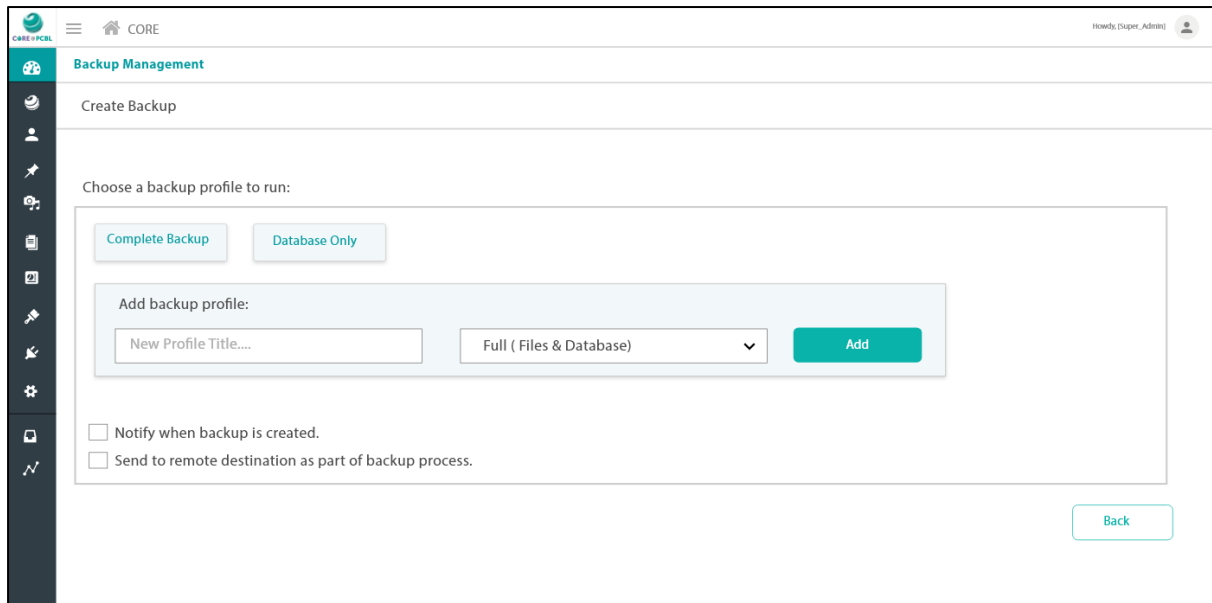 CORE PCBL
CORE
Howdy, [Super_Admin]
Backup Management
Create Backup
Choose a backup profile to run:
Complete Backup
Database Only
Add backup profile:
New Profile Title....
Full ( Files & Database)
Add
Notify when backup is created.
Send to remote destination as part of backup process.
Back